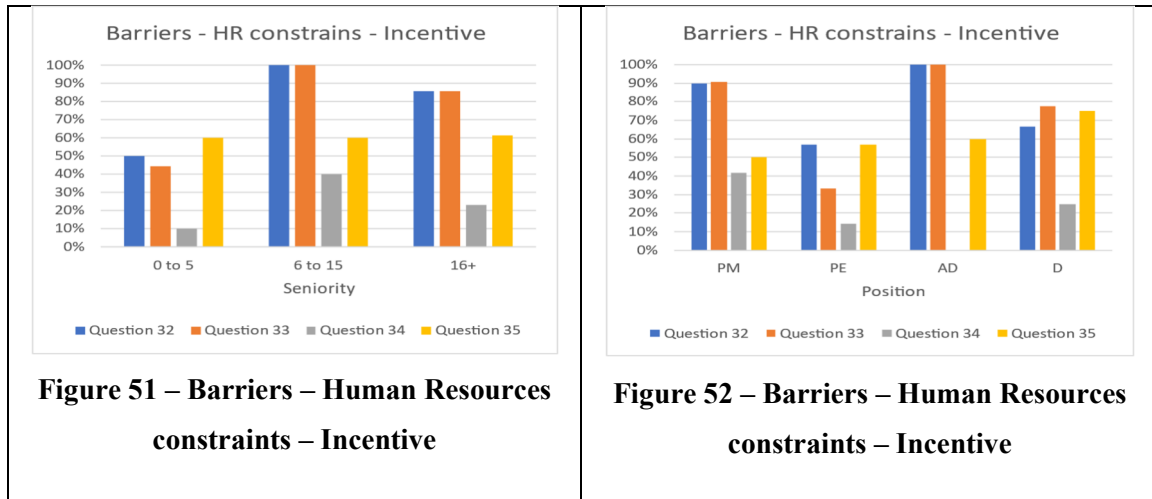 Barriers - HR constrains - Incentive
100%
90%
80%
70%
60%
50%
40%
30%
20%
10%
0%
0 to 5 6 to 15 16+
Seniority
Question 32 Question 33 Question 34 Question 35
Figure 51 – Barriers – Human Resources
constraints – Incentive
Barriers - HR constrains - Incentive
100%
90%
80%
70%
60%
50%
40%
30%
20%
10%
0%
PM PE AD D
Position
Question 32 Question 33 Question 34 Question 35
Figure 52 – Barriers – Human Resources
constraints – Incentive